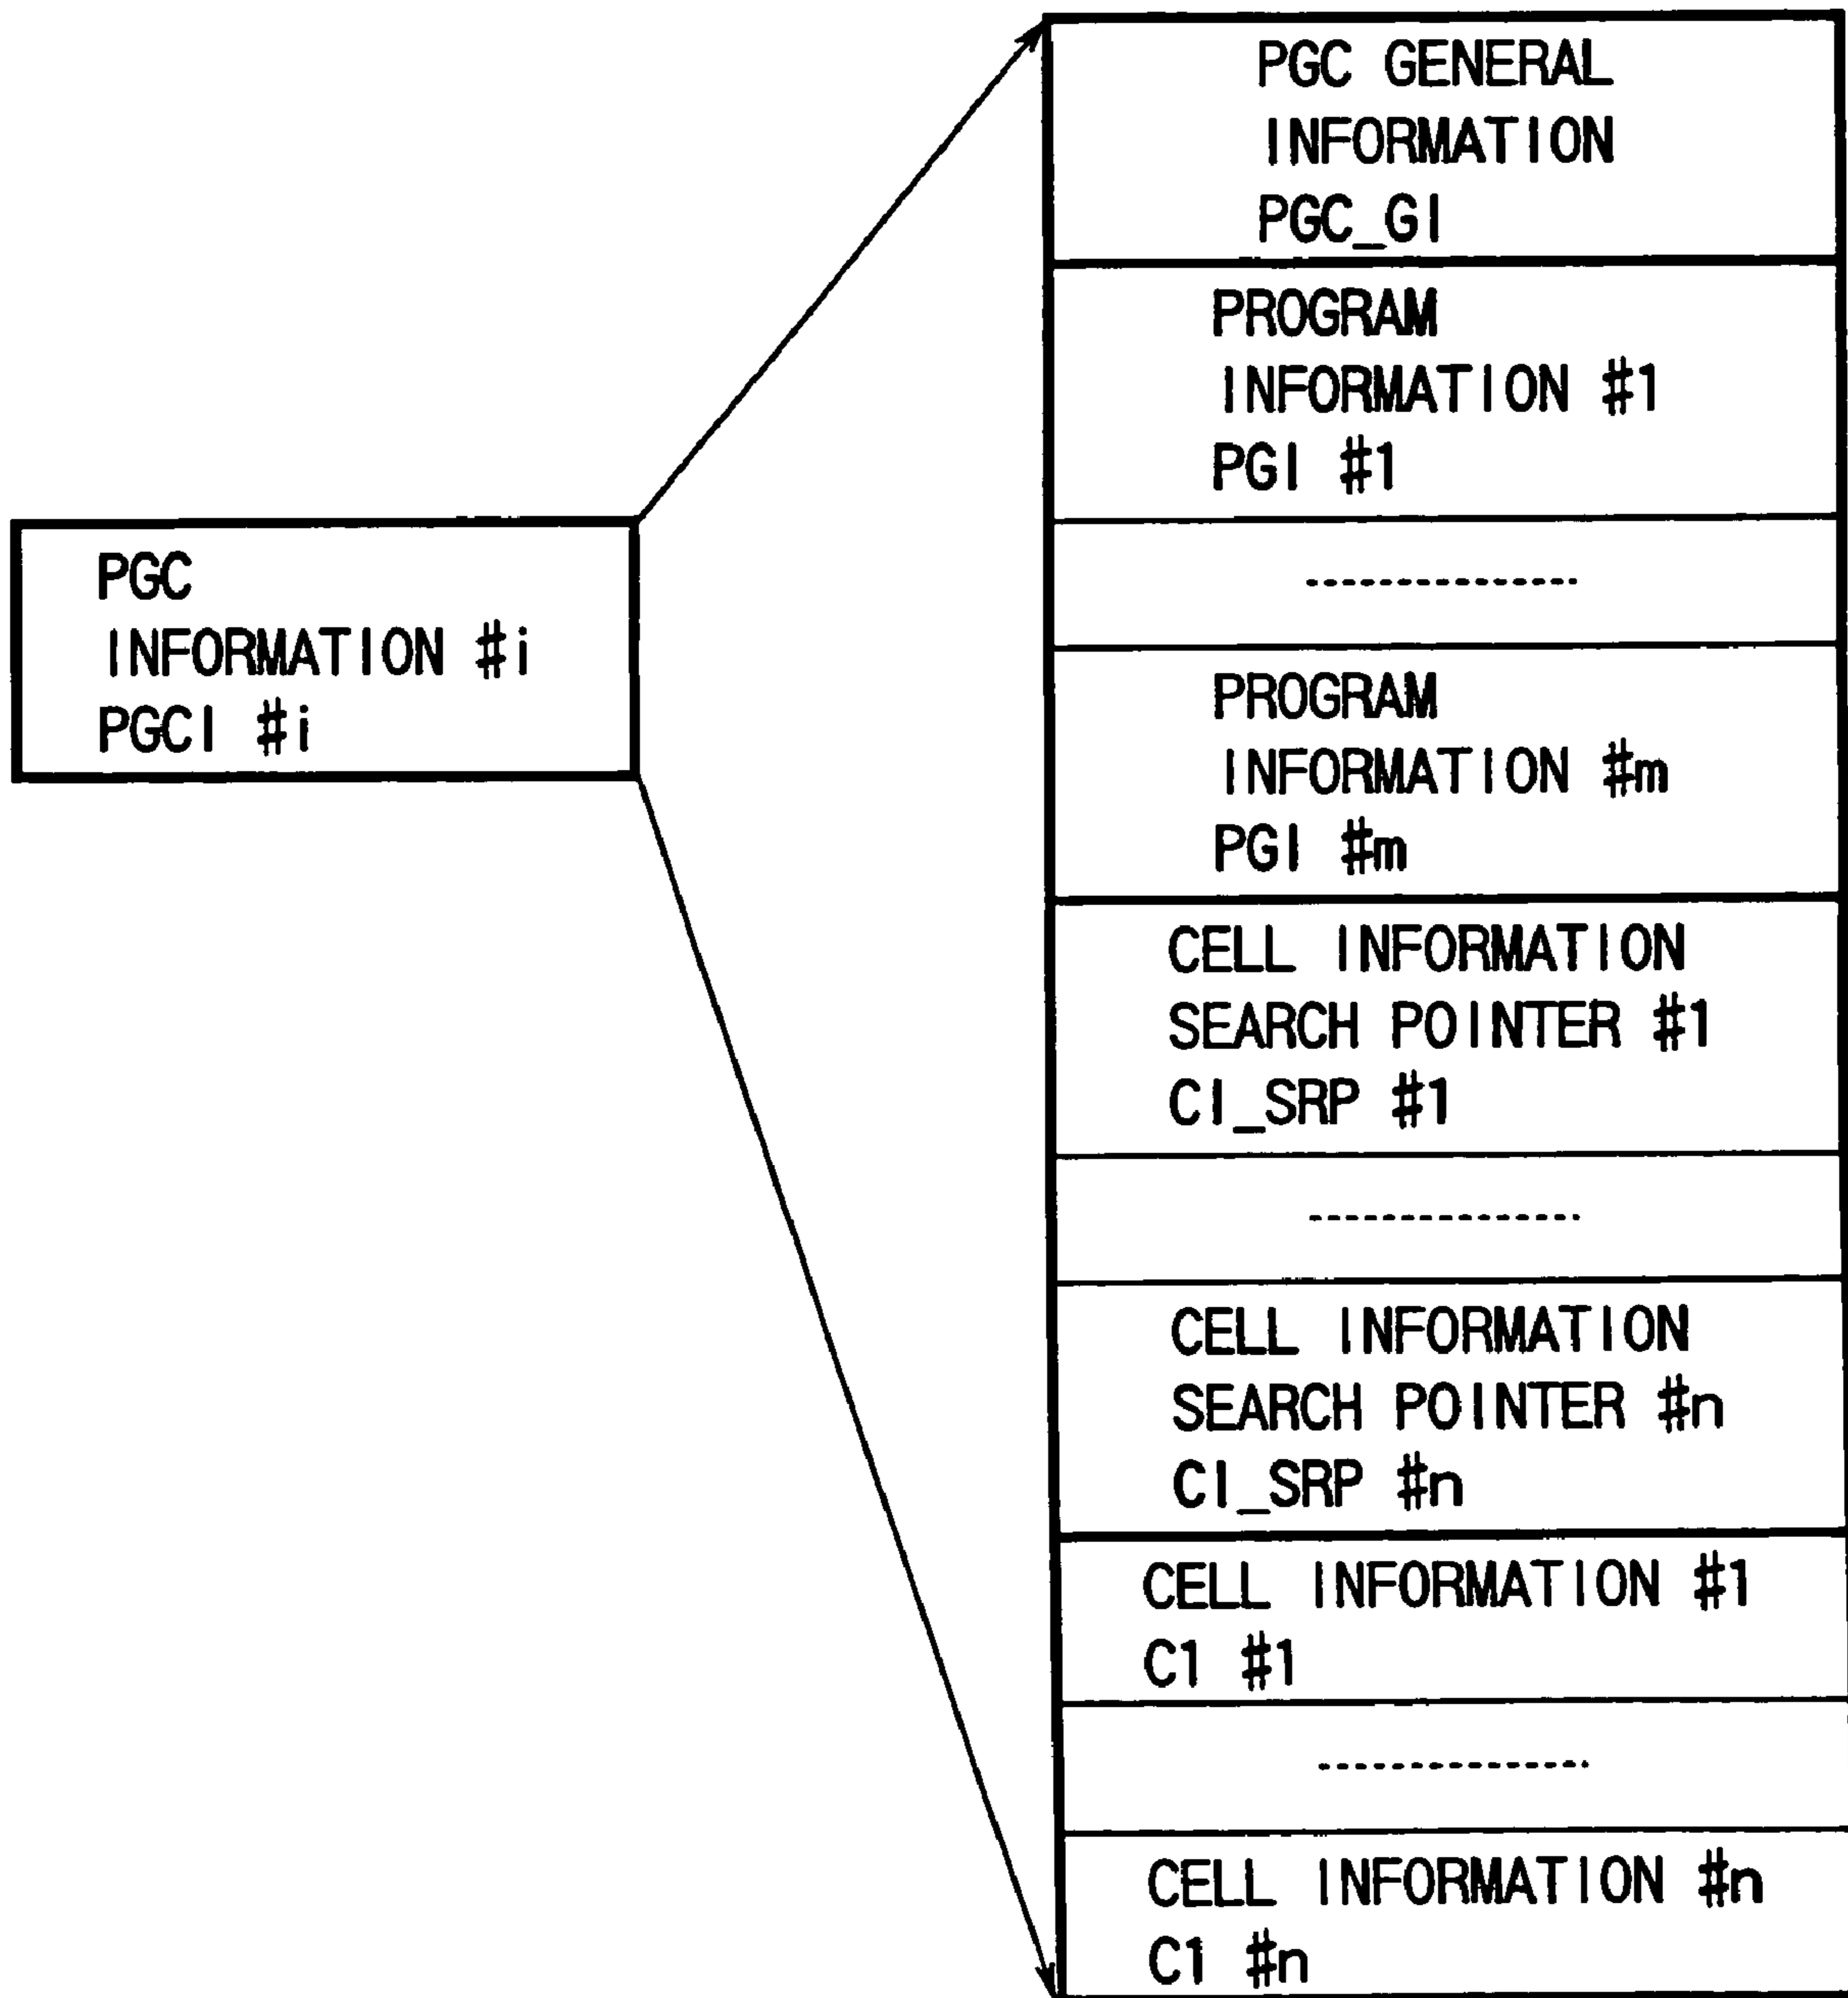 PGC
INFORMATION #i
PGCI #i
PGC GENERAL
INFORMATION
PGC_GI
PROGRAM
INFORMATION #1
PGI #1
PROGRAM
INFORMATION #m
PGI #m
CELL INFORMATION
SEARCH POINTER #1
CI_SRP #1
CELL INFORMATION
SEARCH POINTER #n
CI_SRP #n
CELL INFORMATION #1
C1 #1
CELL INFORMATION #n
C1 #n